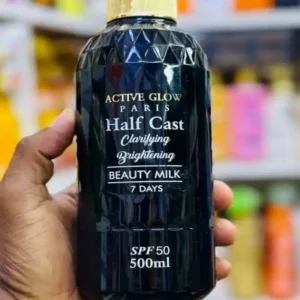 ACTIVE GLOW
PARIS
Half Cast
Clarifying
Brightening
BEAUTY MILK
7 DAYS
SPF 50
500ml